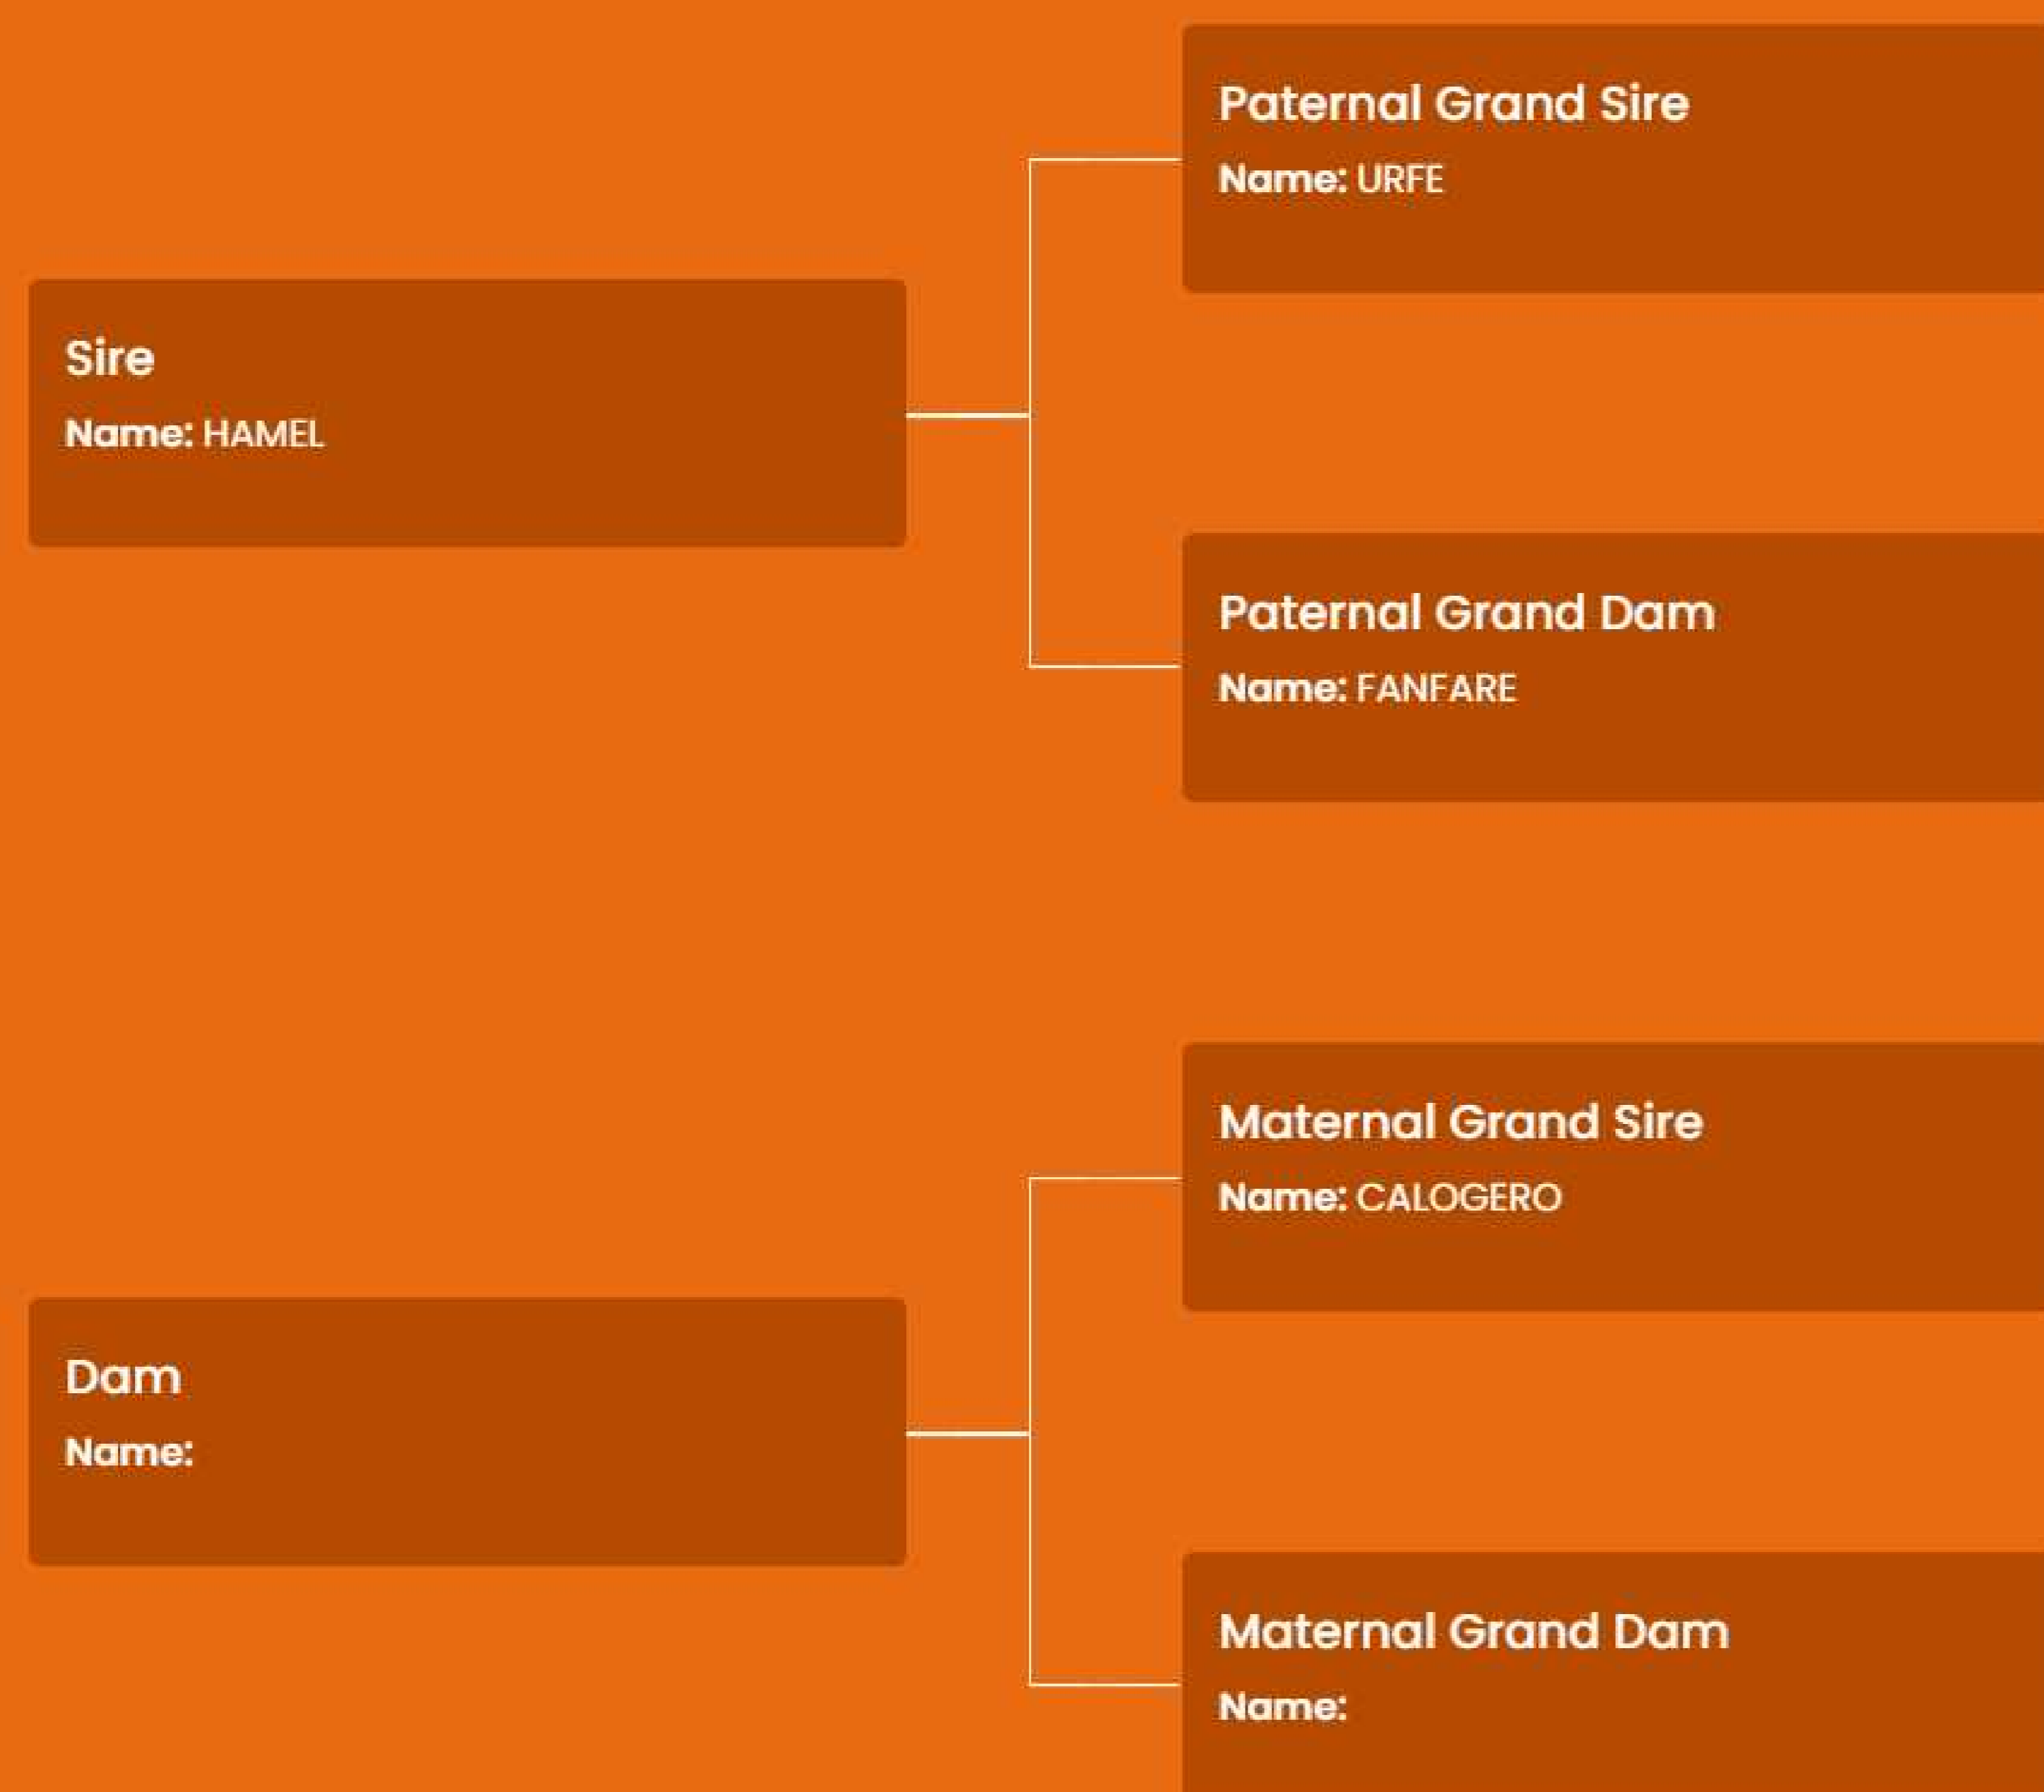 Paternal Grand Sire
Name: URFE
Sire
Name: HAMEL
Paternal Grand Dam
Name: FANFARE
Maternal Grand Sire
Name: CALOGERO
Dam
Name:
Maternal Grand Dam
Name: